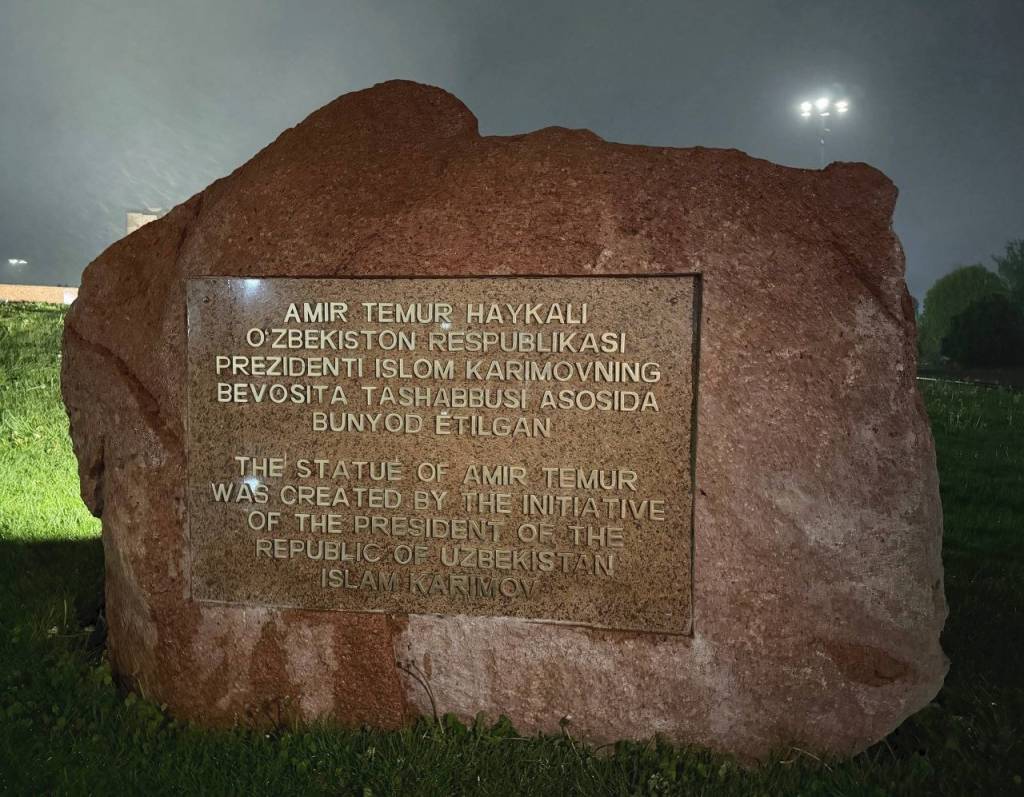 AMIR TEMUR HAYKALI
O'ZBEKISTON RESPUBLIKASI
PREZIDENTI ISLOM KARIMOVNING
BEVOSITA TASHABBUSI ASOSIDA
BUNYOD ETILGAN
THE STATUE OF AMIR TEMUR
WAS CREATED BY THE INITIATIVE
OF THE PRESIDENT OF THE
REPUBLIC OF UZBEKISTAN
ISLAM KARIMOV